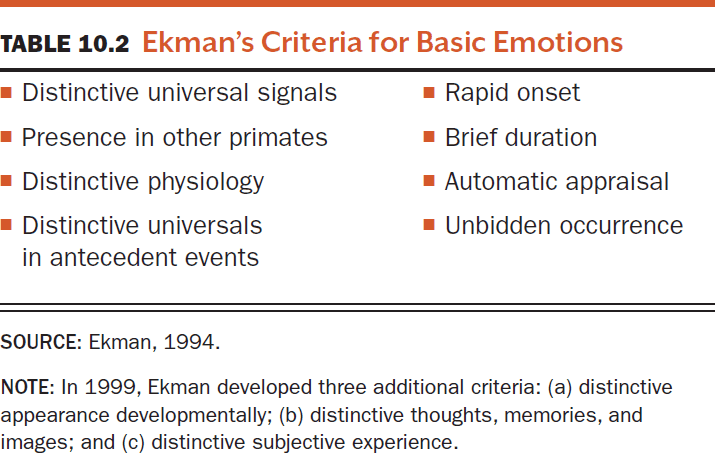 TABLE 10.2 Ekman's Criteria for Basic Emotions
■ Distinctive universal signals
■ Presence in other primates
■ Distinctive physiology
■ Distinctive universals
in antecedent events
■ Rapid onset
■ Brief duration
■ Automatic appraisal
■ Unbidden occurrence
SOURCE: Ekman, 1994.
NOTE: In 1999, Ekman developed three additional criteria: (a) distinctive
appearance developmentally; (b) distinctive thoughts, memories, and
images; and (c) distinctive subjective experience.